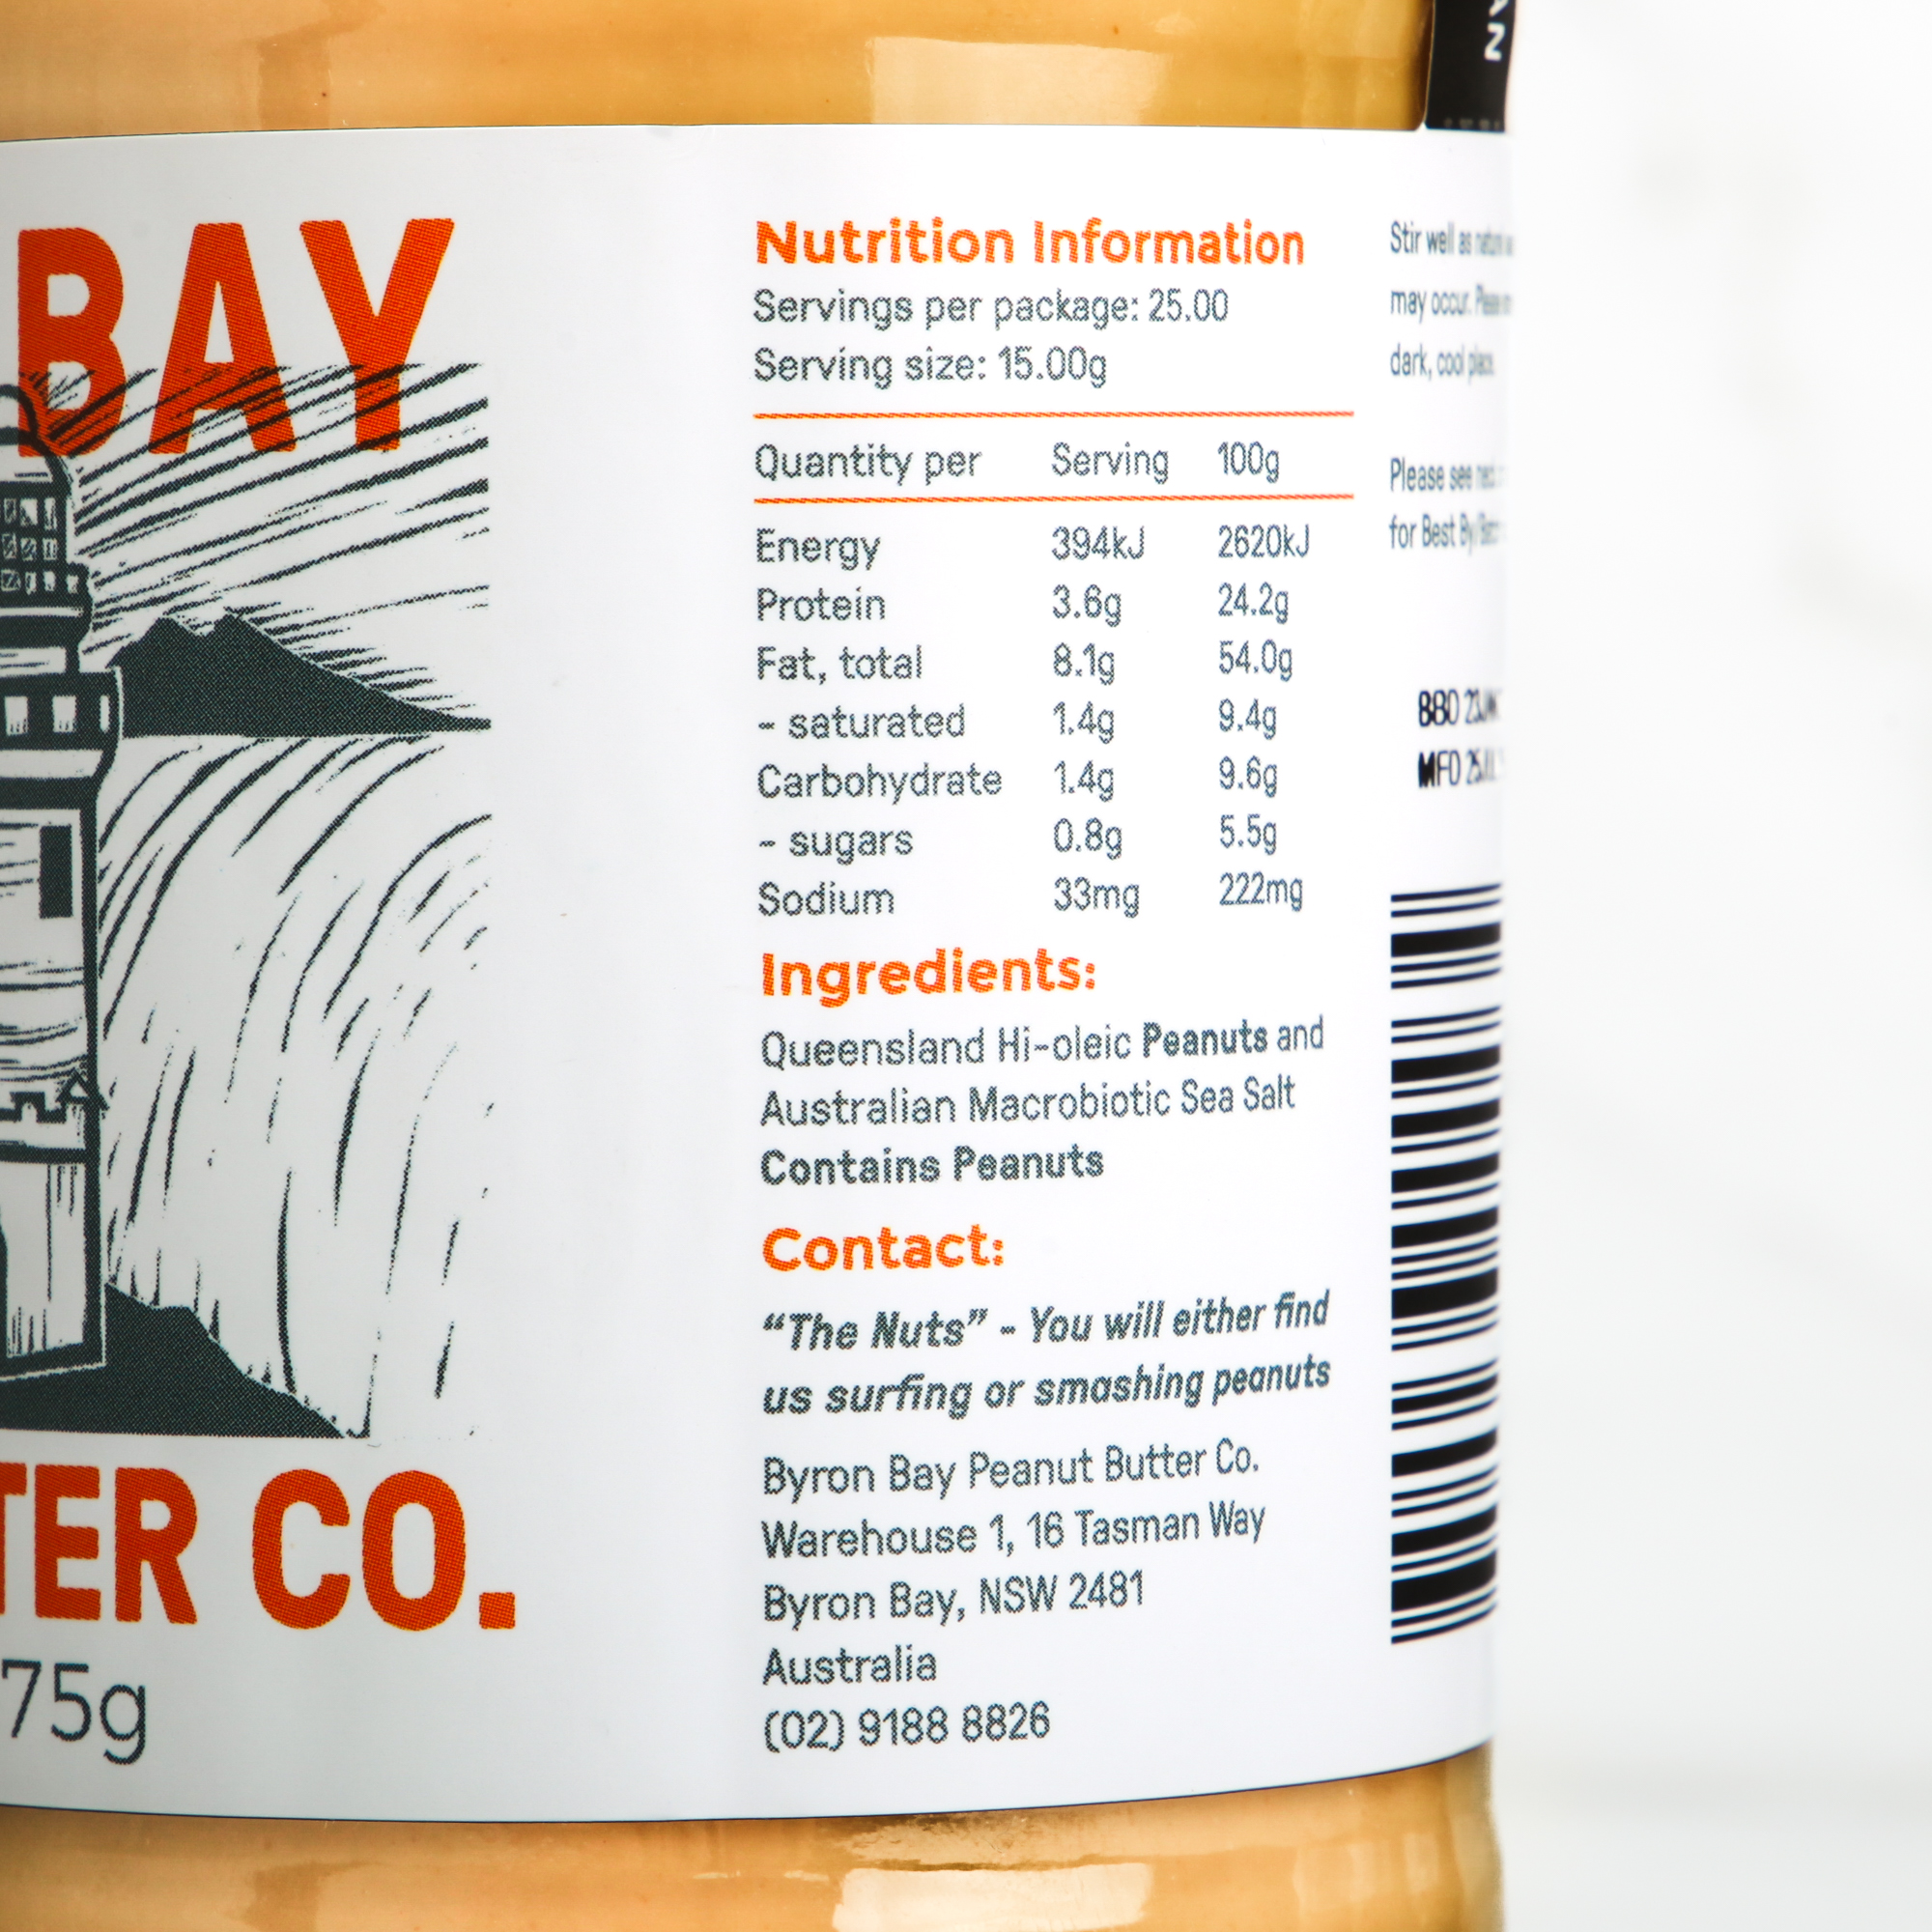 AN
BAY
TER CO.
75g
Nutrition Information
Servings per package: 25.00
Serving size: 15.00g
Quantity per Serving 100g
Energy 394kJ 2620kJ
Protein 3.6g 24.2g
Fat, total 8.1g 54.0g
- saturated 1.4g 9.4g
Carbohydrate 1.4g 9.6g
- sugars 0.8g 5.5g
Sodium 33mg 222mg
Ingredients:
Queensland Hi-oleic Peanuts and
Australian Macrobiotic Sea Salt
Contains Peanuts
Contact:
“The Nuts” - You will either find
us surfing or smashing peanuts
Byron Bay Peanut Butter Co.
Warehouse 1, 16 Tasman Way
Byron Bay, NSW 2481
Australia
(02) 9188 8826
Stir well as
may occur. Please
dark, cool place.
Please see
for Best By